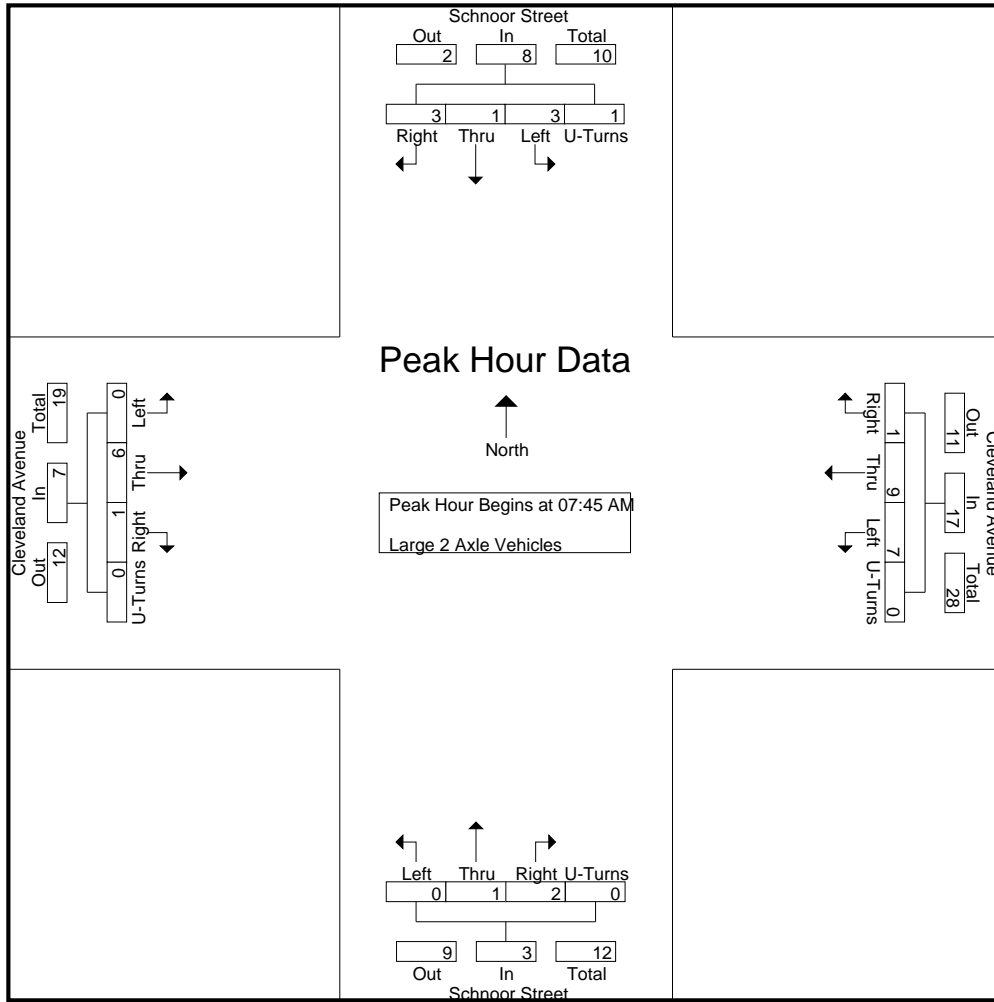 Schnoor Street
Out In Total
2 8 10
3 1 3 1
Right Thru Left U-Turns
Peak Hour Data
North
Peak Hour Begins at 07:45 AM
Large 2 Axle Vehicles
Cleveland Avenue
Total In Out
19 7 12
0 6 1 0
Left Thru Right U-Turns
Cleveland Avenue
Out In Total
11 17 28
1 9 7 0
Right Thru Left U-Turns
Left Thru Right U-Turns
0 1 2 0
9 3 12
Out In Total
Schnoor Street